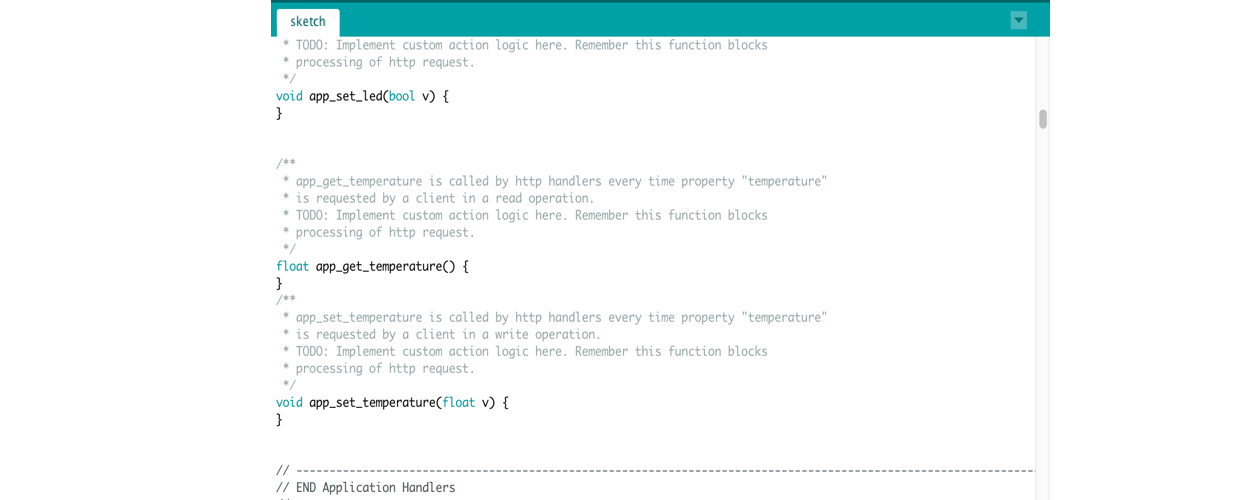 sketch
* TODO: Implement custom action logic here. Remember this function blocks
* processing of http request.
*/
void app_set_led(bool v) {
}
/**
* app_get_temperature is called by http handlers every time property "temperature"
* is requested by a client in a read operation.
* TODO: Implement custom action logic here. Remember this function blocks
* processing of http request.
*/
float app_get_temperature() {
}
/**
* app_set_temperature is called by http handlers every time property "temperature"
* is requested by a client in a write operation.
* TODO: Implement custom action logic here. Remember this function blocks
* processing of http request.
*/
void app_set_temperature(float v) {
}
// ----------------------------------------------------------------------------------------------------------------
// END Application Handlers